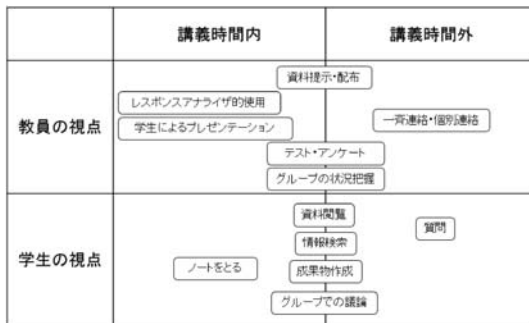 講義時間内
講義時間外
教員の視点
資料提示・配布
レスポンスアナライザ的使用
学生によるプレゼンテーション
一斉連絡・個別連絡
テスト・アンケート
グループの状況把握
学生の視点
資料閲覧
質問
情報検索
ノートをとる
成果物作成
グループでの議論